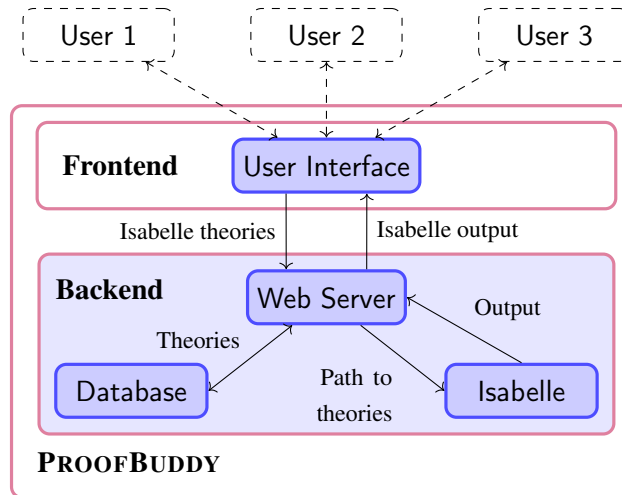 User 1
User 2
User 3
Frontend
User Interface
Isabelle theories
Isabelle output
Backend
Web Server
Output
Theories
Database
Path to
theories
Isabelle
PROOFBUDDY